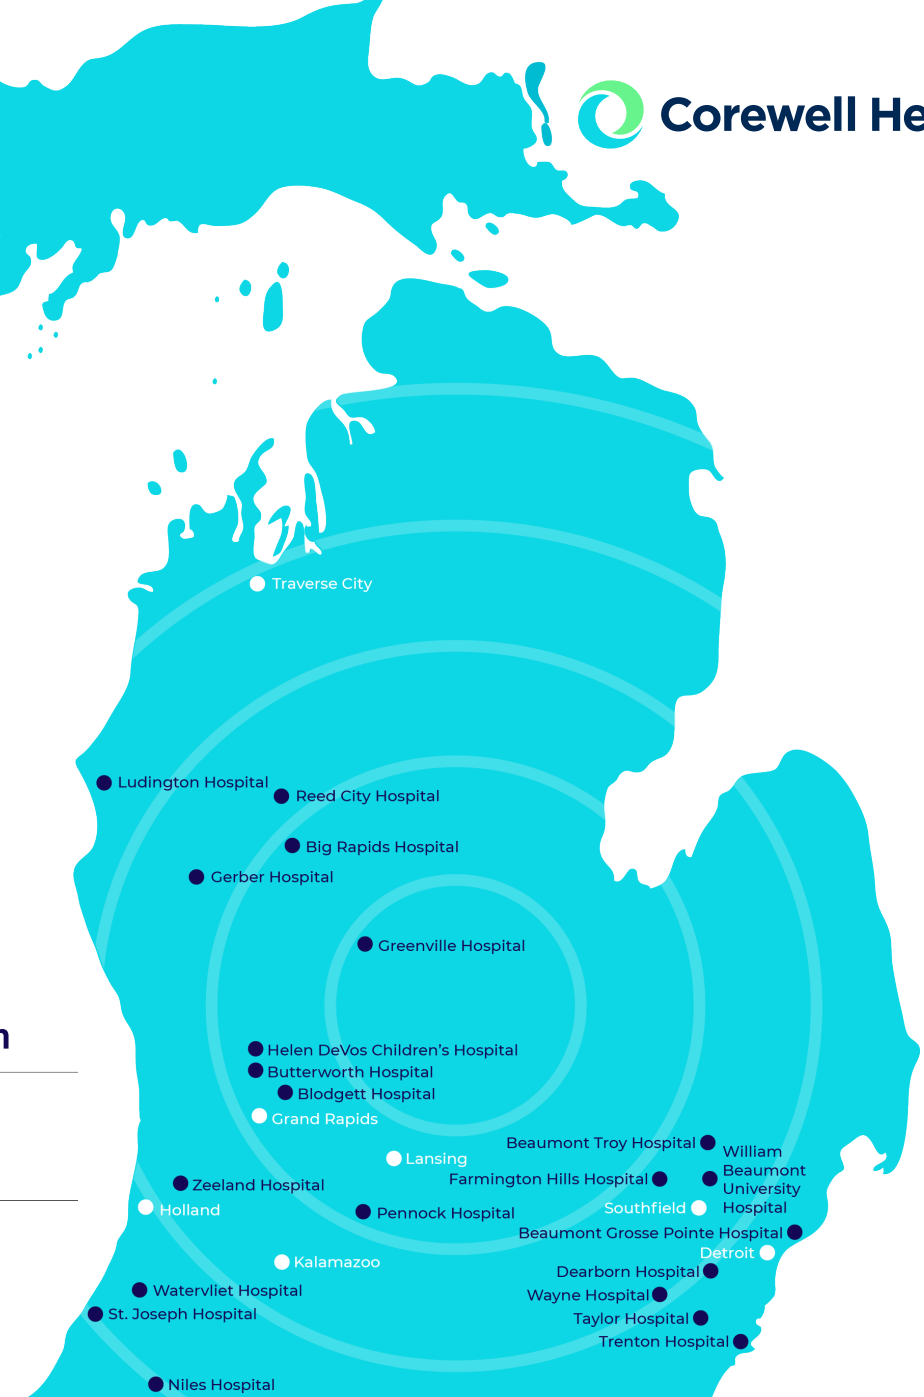 Corewell He
Traverse City
Ludington Hospital
Reed City Hospital
Big Rapids Hospital
Gerber Hospital
Greenville Hospital
Helen DeVos Children’s Hospital
Butterworth Hospital
Blodgett Hospital
Grand Rapids
Beaumont Troy Hospital
William
Beaumont
University
Hospital
Lansing
Farmington Hills Hospital
Zeeland Hospital
Southfield
Holland
Pennock Hospital
Beaumont Grosse Pointe Hospital
Detroit
Kalamazoo
Dearborn Hospital
Watervliet Hospital
Wayne Hospital
St. Joseph Hospital
Taylor Hospital
Trenton Hospital
Niles Hospital